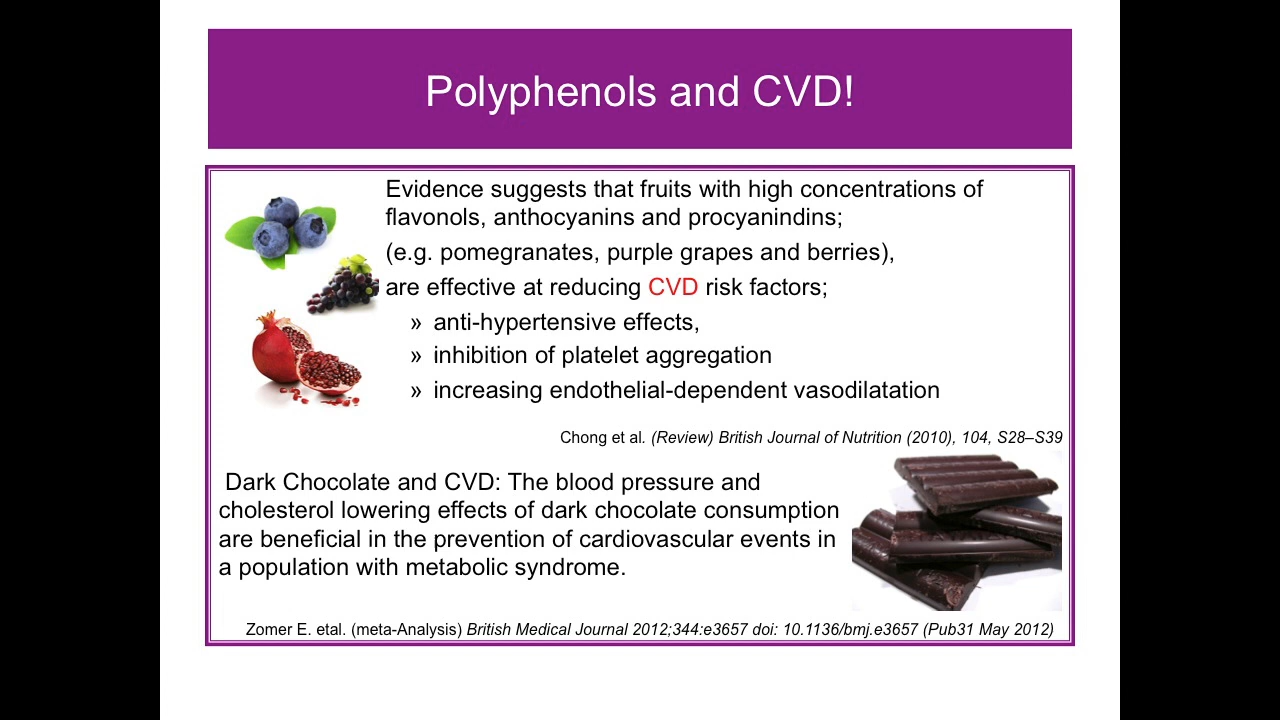 Polyphenols and CVD!
Evidence suggests that fruits with high concentrations of
flavonols, anthocyanins and procyanindins;
(e.g. pomegranates, purple grapes and berries),
are effective at reducing CVD risk factors;
» anti-hypertensive effects,
» inhibition of platelet aggregation
» increasing endothelial-dependent vasodilatation
Chong et al. (Review) British Journal of Nutrition (2010), 104, S28–S39
Dark Chocolate and CVD: The blood pressure and
cholesterol lowering effects of dark chocolate consumption
are beneficial in the prevention of cardiovascular events in
a population with metabolic syndrome.
Zomer E. etal. (meta-Analysis) British Medical Journal 2012;344:e3657 doi: 10.1136/bmj.e3657 (Pub31 May 2012)